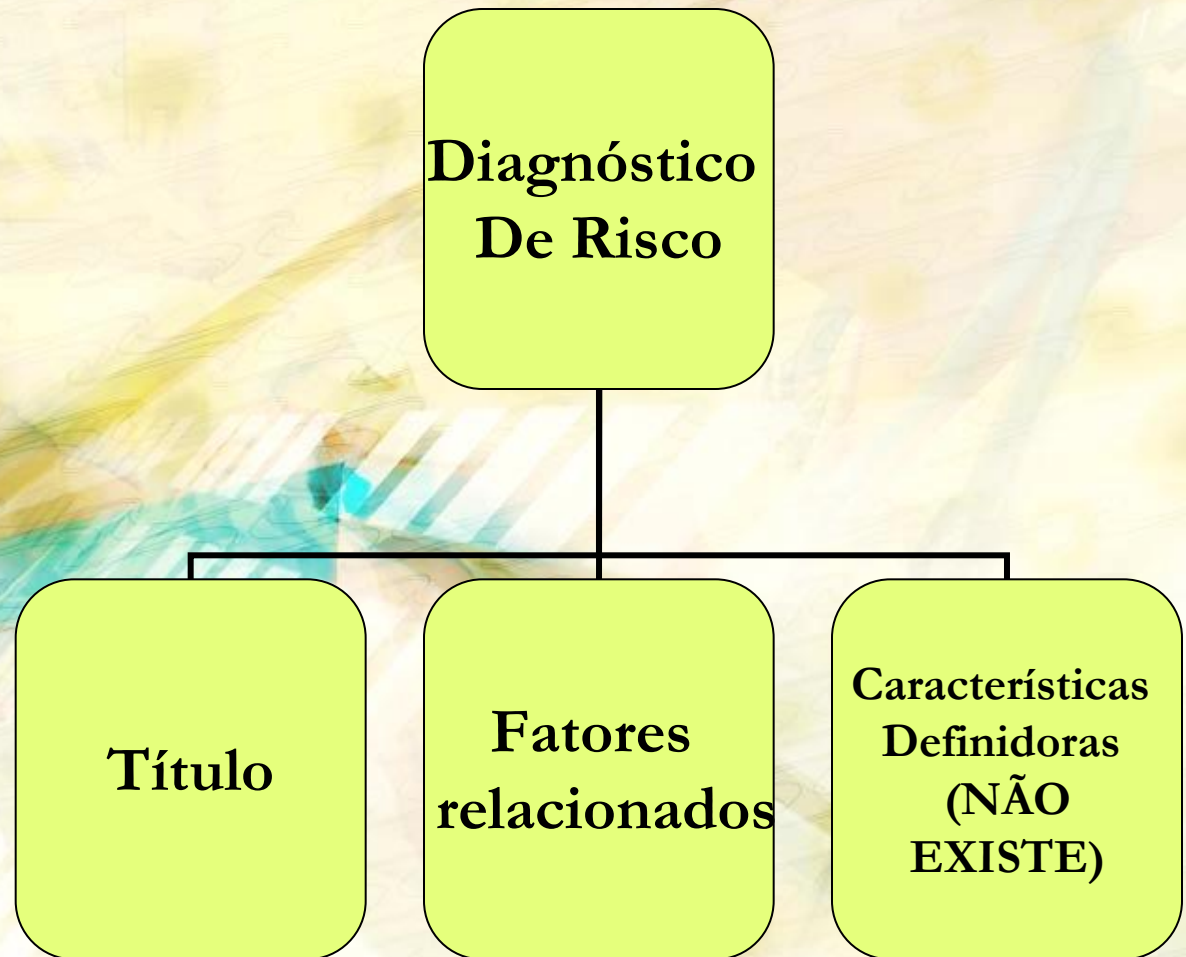 Diagnóstico
De Risco
Título
Fatores
relacionados
Características
Definidoras
(NÃO
EXISTE)